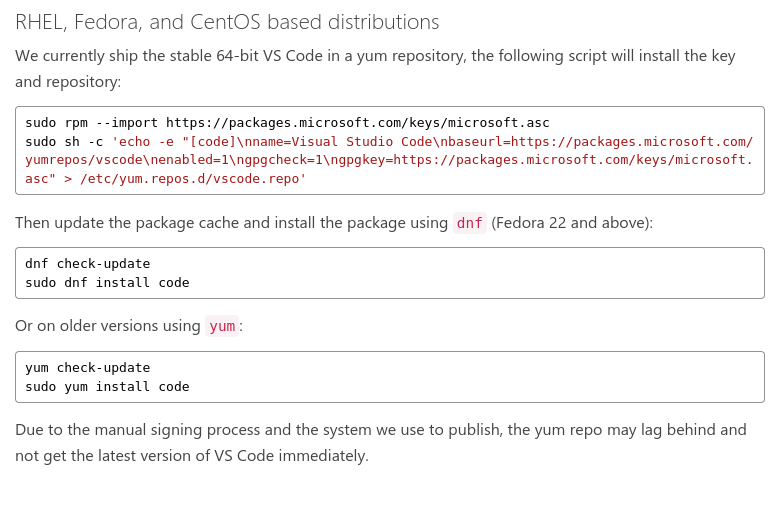 RHEL, Fedora, and CentOS based distributions
We currently ship the stable 64-bit VS Code in a yum repository, the following script will install the key
and repository:
sudo rpm --import https://packages.microsoft.com/keys/microsoft.asc
sudo sh -c 'echo -e "[code]\nname=Visual Studio Code\nbaseurl=https://packages.microsoft.com/
yumrepos/vscode\nenabled=1\ngpgcheck=1\ngpgkey=https://packages.microsoft.com/keys/microsoft.
asc" > /etc/yum.repos.d/vscode.repo'
Then update the package cache and install the package using dnf (Fedora 22 and above):
dnf check-update
sudo dnf install code
Or on older versions using yum:
yum check-update
sudo yum install code
Due to the manual signing process and the system we use to publish, the yum repo may lag behind and
not get the latest version of VS Code immediately.